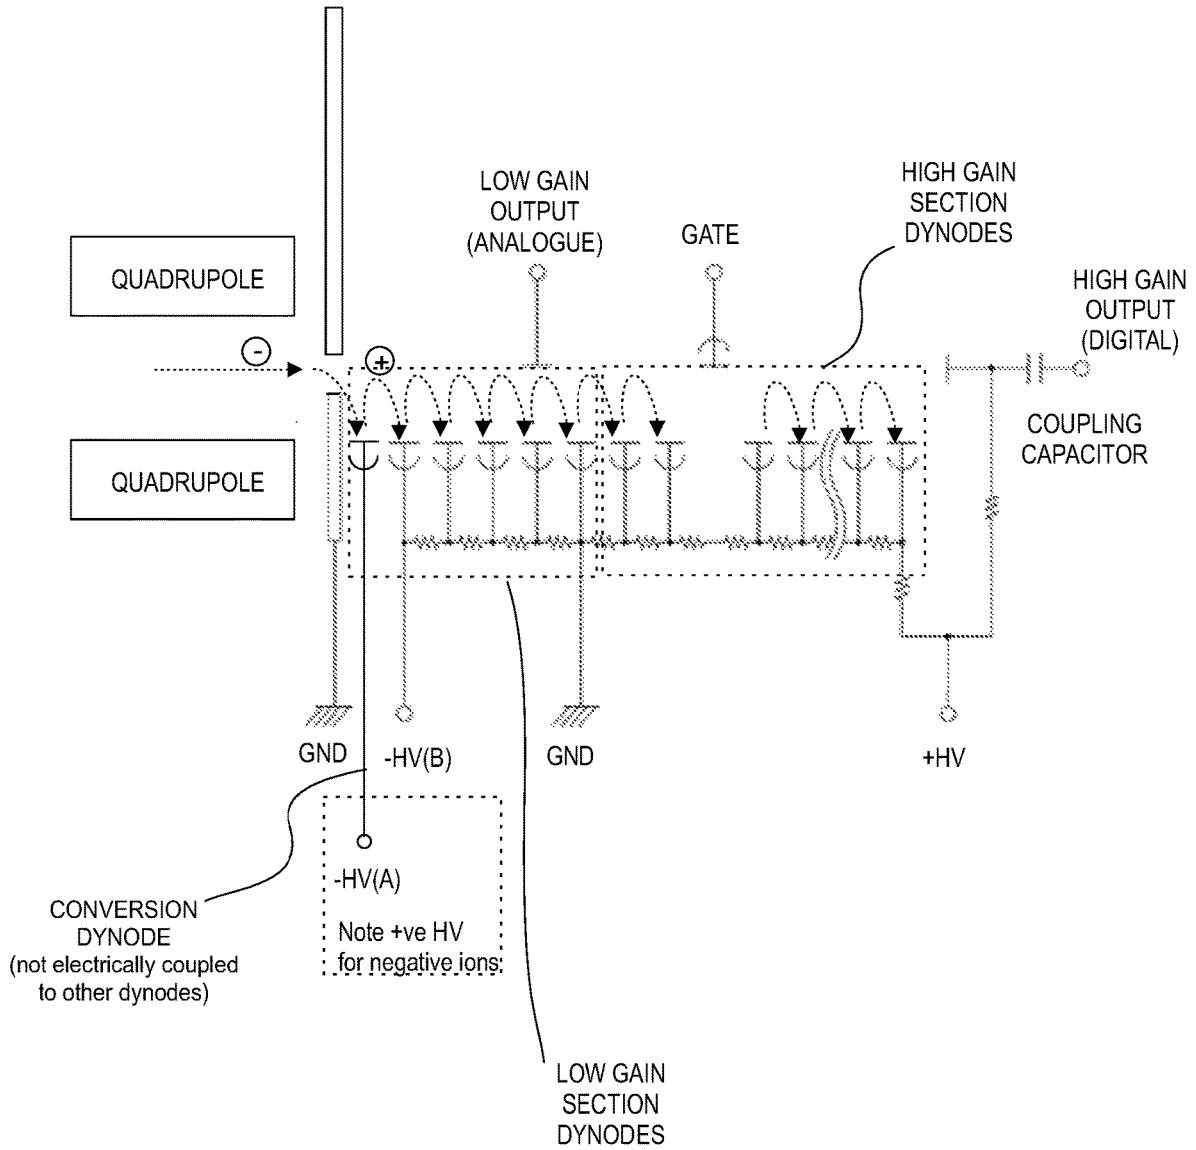 LOW GAIN
OUTPUT
(ANALOGUE)
GATE
HIGH GAIN
SECTION
DYNODES
HIGH GAIN
OUTPUT
(DIGITAL)
QUADRUPOLE
-
+
COUPLING
CAPACITOR
QUADRUPOLE
GND
-HV(B)
GND
+HV
-HV(A)
Note +ve HV
for negative ions
CONVERSION
DYNODE
(not electrically coupled
to other dynodes)
LOW GAIN
SECTION
DYNODES